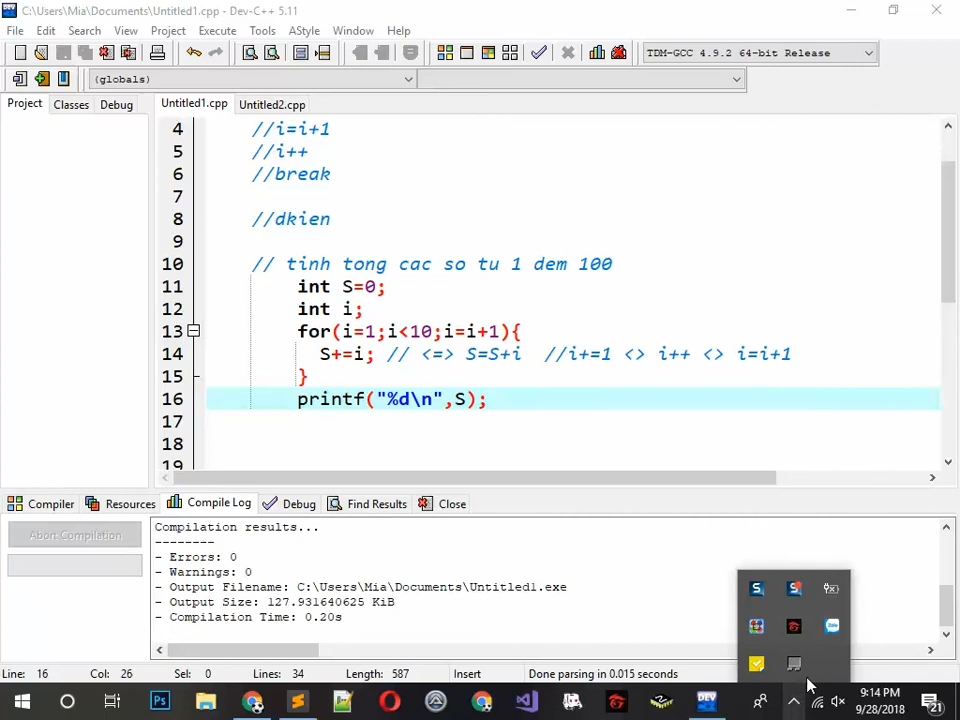 C:\Users\Mia\Documents\Untitled1.cpp - Dev-C++ 5.11
File Edit Search View Project Execute Tools AStyle Window Help
TDM-GCC 4.9.2 64-bit Release
(globals)
Project Classes Debug Untitled1.cpp Untitled2.cpp
4 //i=i+1
5 //i++
6 //break
7
8 //dkien
9
10 // tinh tong cac so tu 1 dem 100
11 int S=0;
12 int i;
13 for(i=1;i<10;i=i+1){
14 S+=i; // <=> S=S+i //i+=1 <> i++ <> i=i+1
15 }
16 printf("%d\n",S);
17
18
19
Compiler Resources Compile Log Debug Find Results Close
Abort Compilation
Compilation results...
--------
- Errors: 0
- Warnings: 0
- Output Filename: C:\Users\Mia\Documents\Untitled1.exe
- Output Size: 127.931640625 KiB
- Compilation Time: 0.20s
Zalo
Line: 16 Col: 26 Sel: 0 Lines: 34 Length: 587 Insert Done parsing in 0.015 seconds
Ps
DEV
9:14 PM
9/28/2018
21